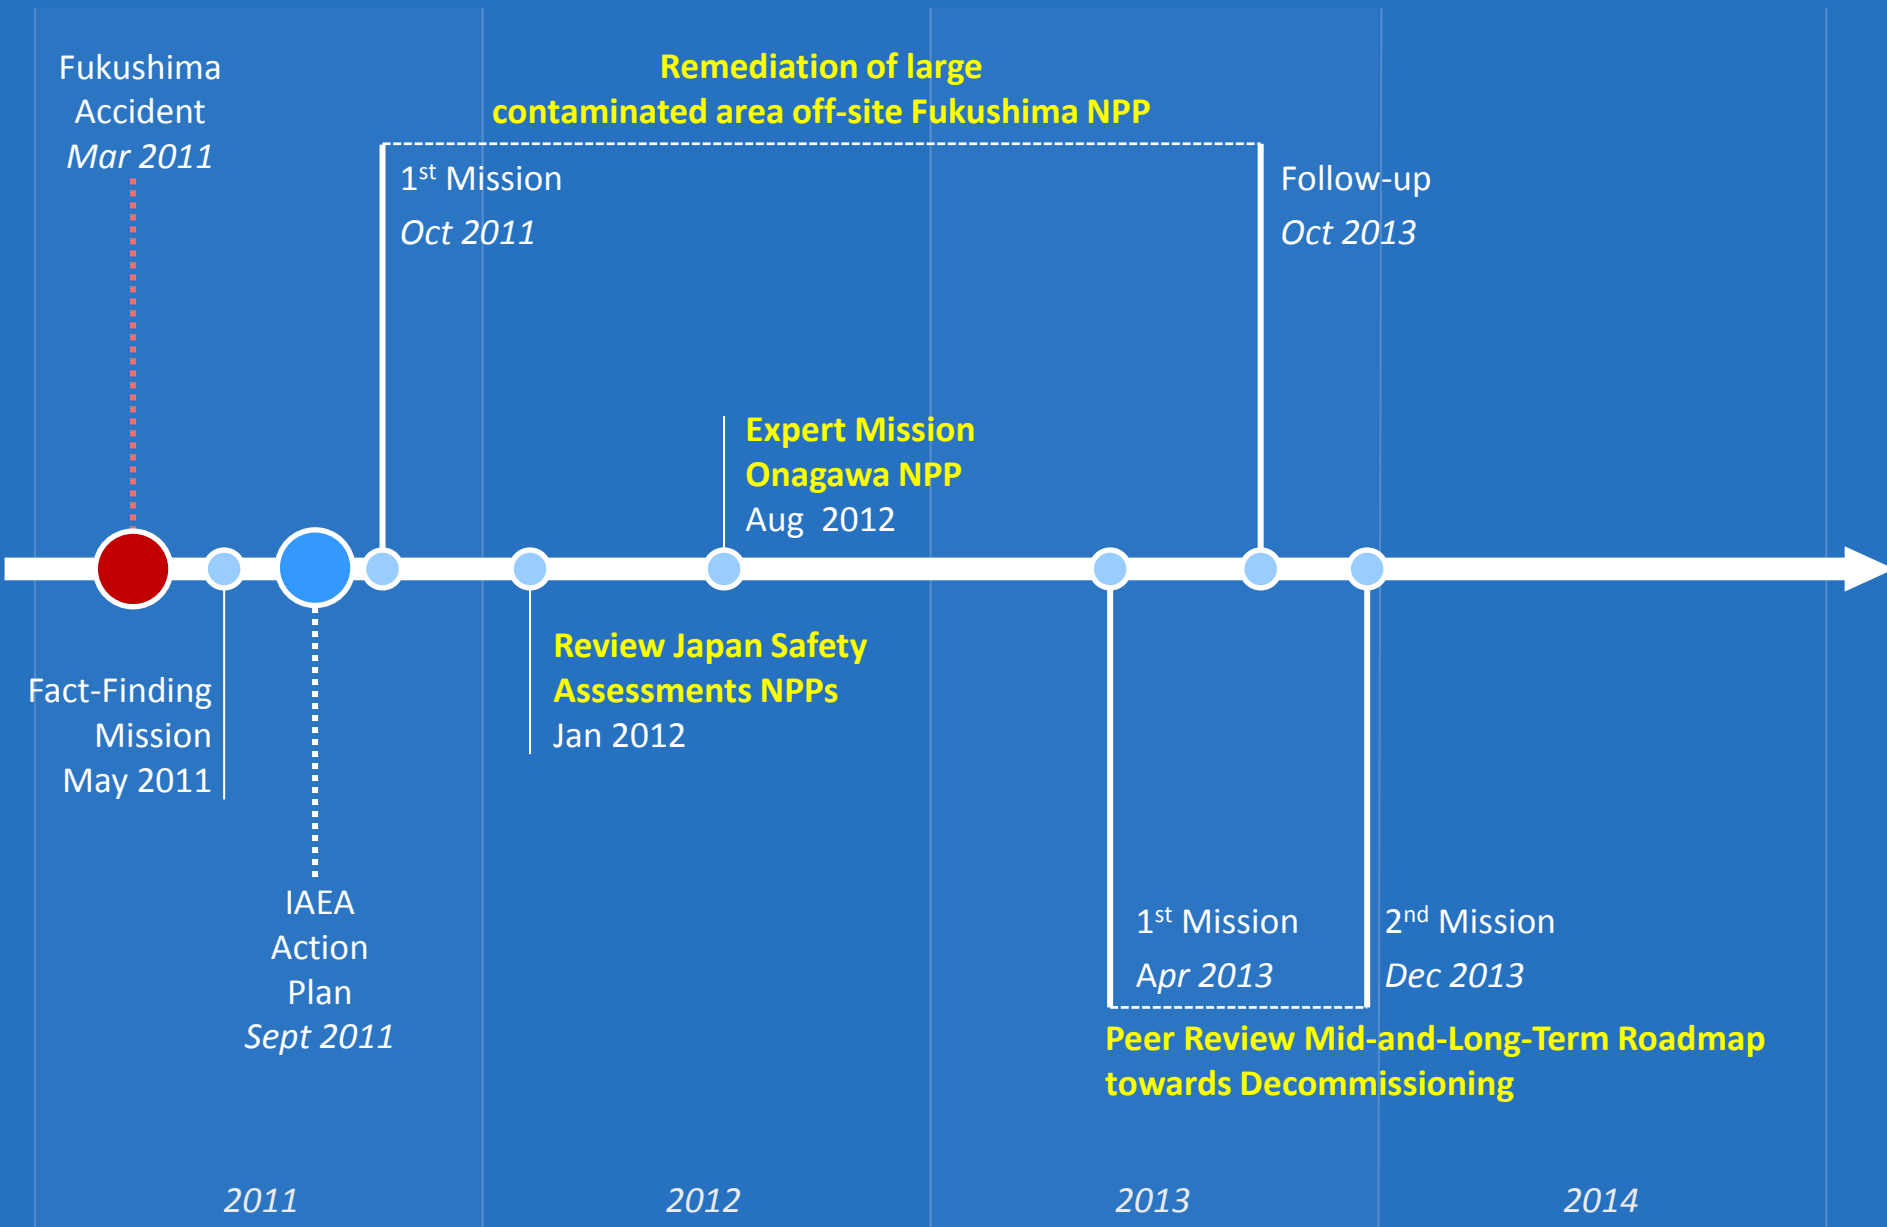 Fukushima
Accident
Mar 2011
Remediation of large
contaminated area off-site Fukushima NPP
1st Mission
Oct 2011
Follow-up
Oct 2013
Expert Mission
Onagawa NPP
Aug 2012
Fact-Finding
Mission
May 2011
Review Japan Safety
Assessments NPPs
Jan 2012
IAEA
Action
Plan
Sept 2011
1st Mission
Apr 2013
2nd Mission
Dec 2013
Peer Review Mid-and-Long-Term Roadmap
towards Decommissioning
2011
2012
2013
2014